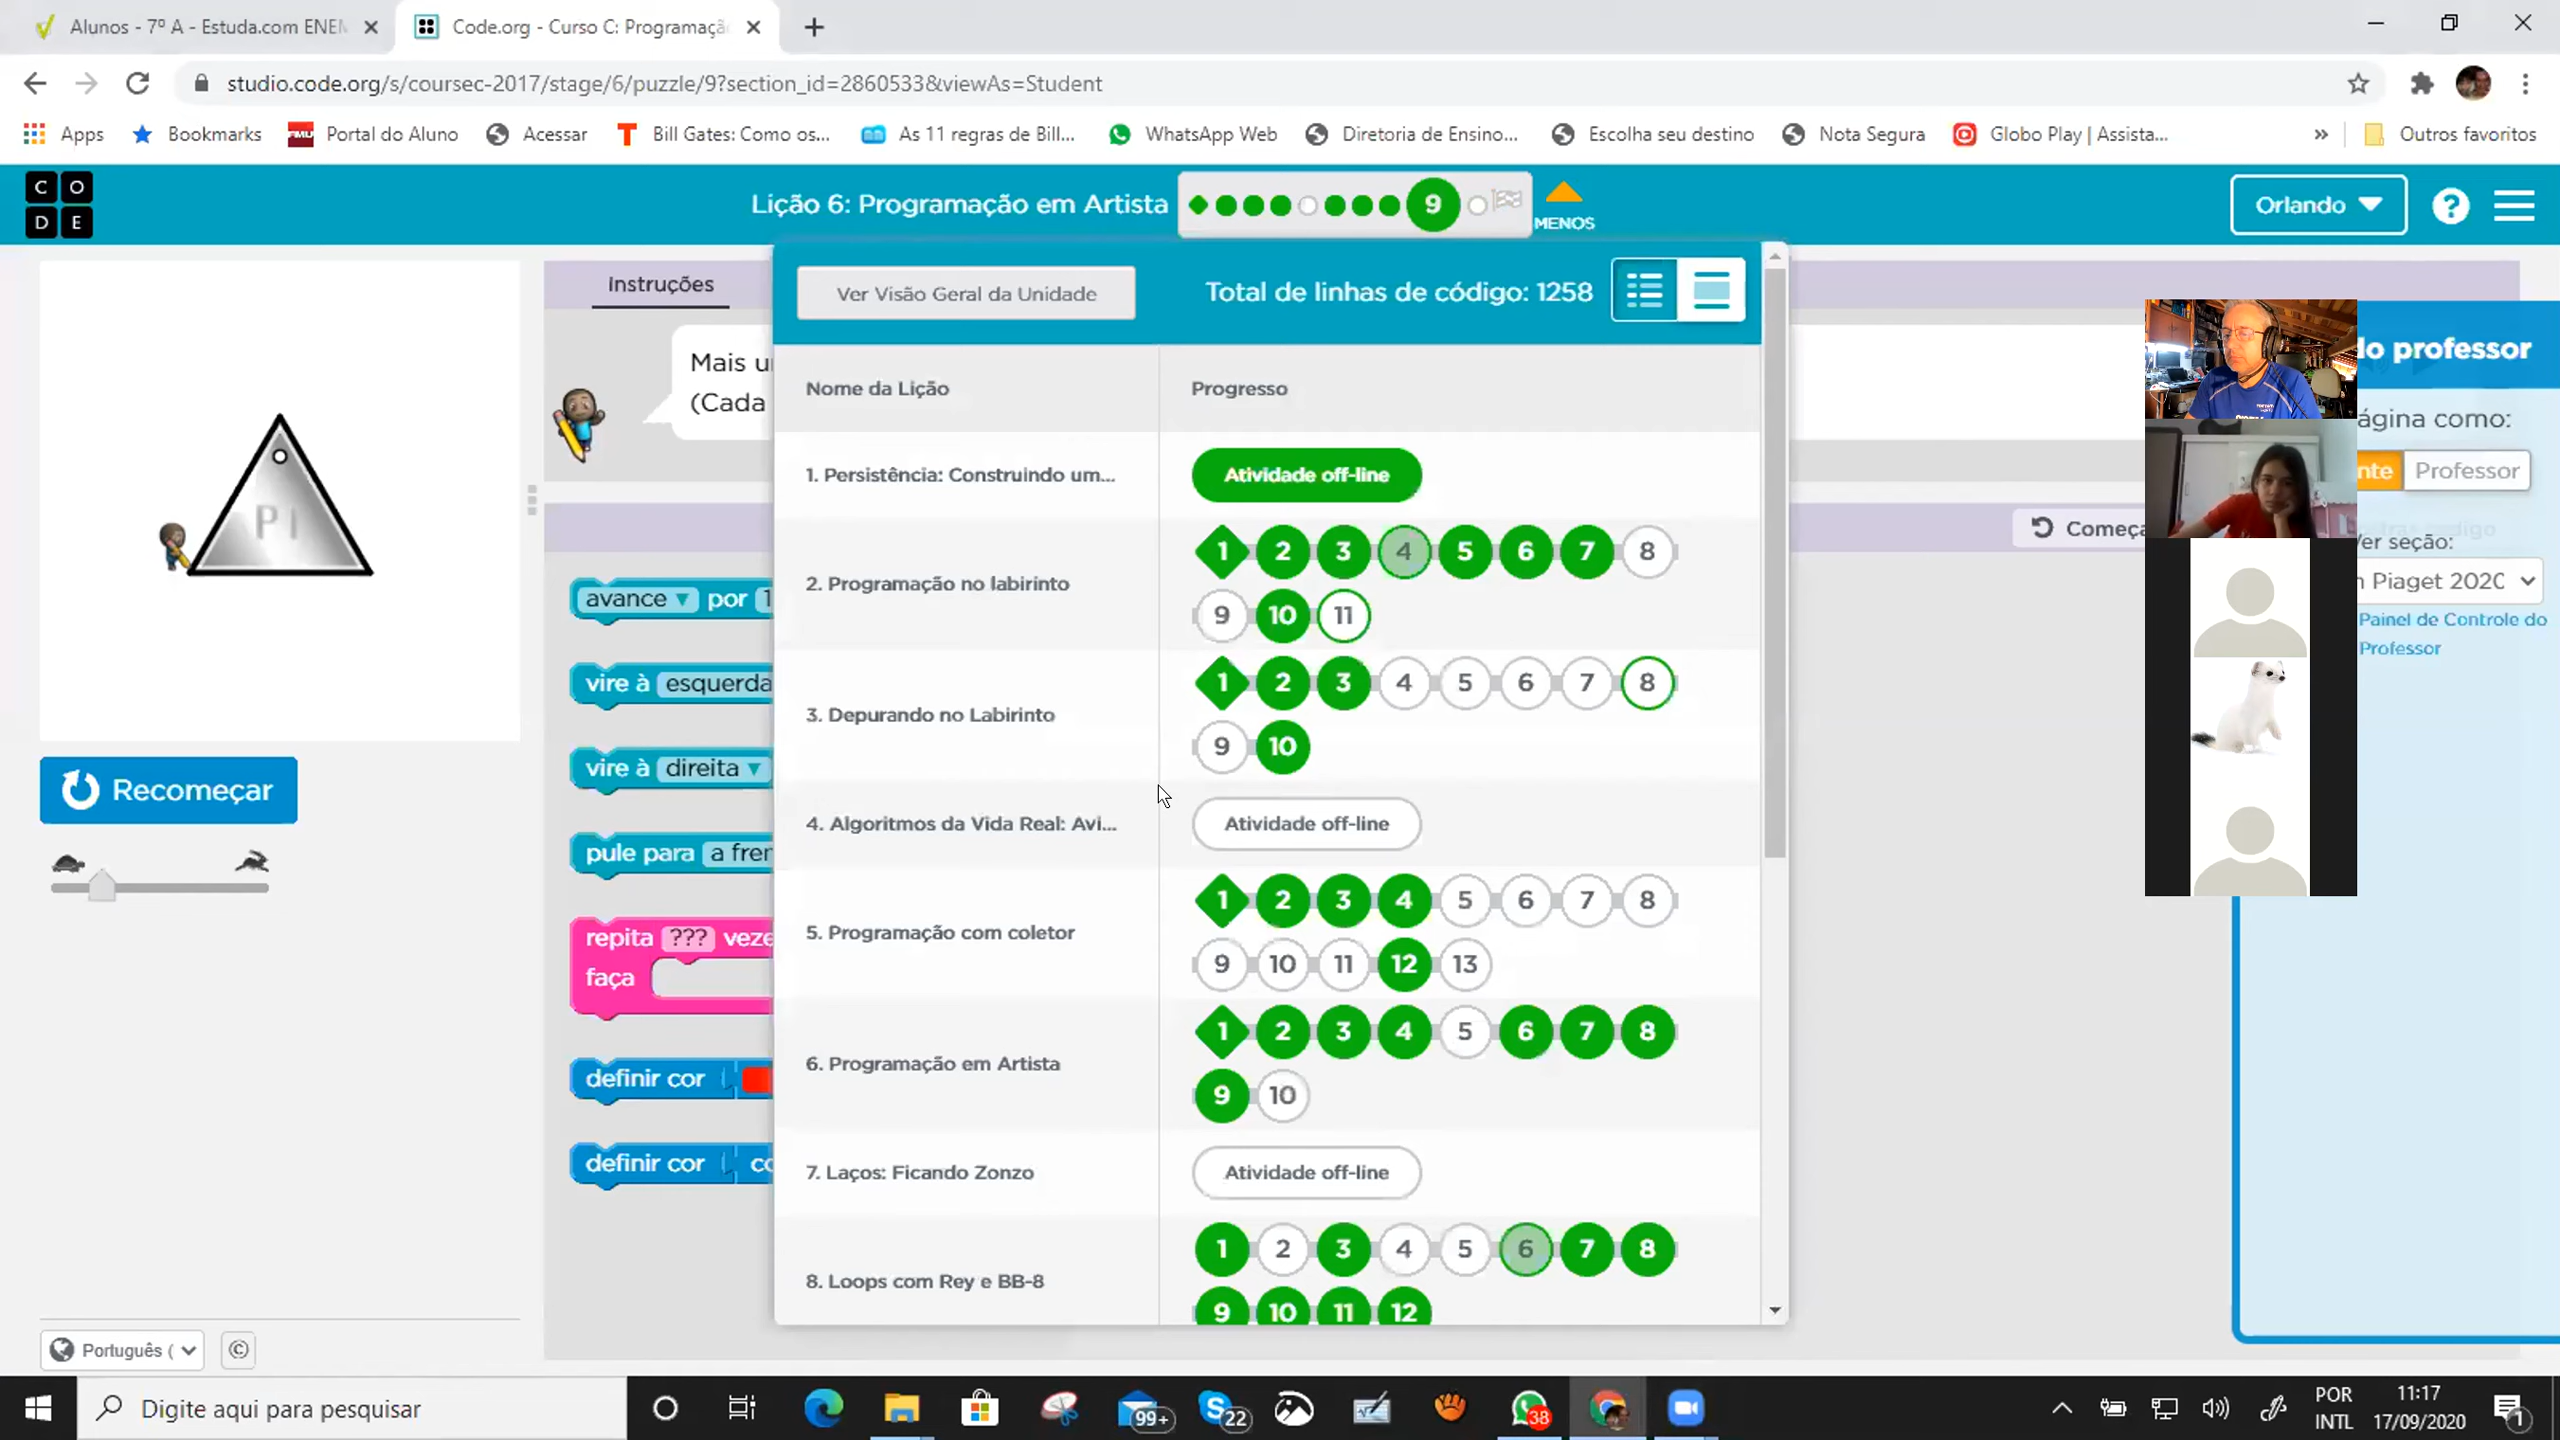 Alunos - 7º A - Estuda.com ENEM
Code.org - Curso C: Programação
studio.code.org/s/coursec-2017/stage/6/puzzle/9?section_id=2860533&viewAs=Student
Apps
Bookmarks
FMU
Portal do Aluno
Acessar
T
Bill Gates: Como os...
As 11 regras de Bill...
WhatsApp Web
Diretoria de Ensino...
Escolha seu destino
Nota Segura
Globo Play | Assista...
»
Outros favoritos
C O
D E
Lição 6: Programação em Artista
9
MENOS
Orlando
?
Instruções
Mais u
(Cada
PI
Recomeçar
avance ▾ por 1
vire à esquerda
vire à direita ▾
pule para a fren
repita ??? veze
faça
definir cor
definir cor co
Ver Visão Geral da Unidade
Total de linhas de código: 1258
Nome da Lição
Progresso
1. Persistência: Construindo um...
Atividade off-line
2. Programação no labirinto
1 2 3 4 5 6 7 8
9 10 11
3. Depurando no Labirinto
1 2 3 4 5 6 7 8
9 10
4. Algoritmos da Vida Real: Avi...
Atividade off-line
5. Programação com coletor
1 2 3 4 5 6 7 8
9 10 11 12 13
6. Programação em Artista
1 2 3 4 5 6 7 8
9 10
7. Laços: Ficando Zonzo
Atividade off-line
8. Loops com Rey e BB-8
1 2 3 4 5 6 7 8
9 10 11 12
Começa
do professor
ágina como:
nte
Professor
Ver seção:
n Piaget 2020
Painel de Controle do
Professor
Português (
©
Digite aqui para pesquisar
99+
22
38
POR
INTL
11:17
17/09/2020
1